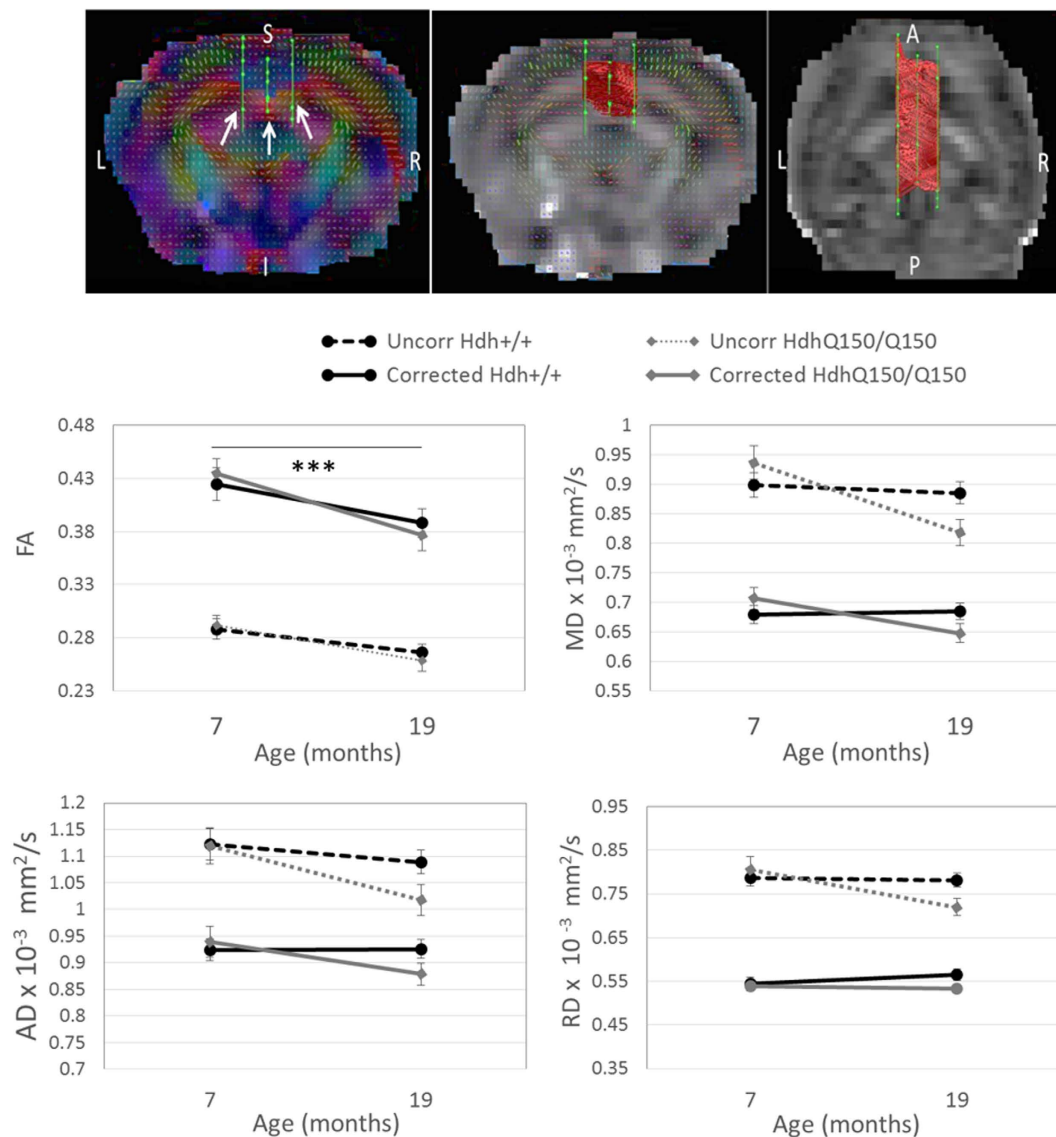 S
A
L
R
L
R
I
P
Uncorr Hdh+/+
Uncorr HdhQ150/Q150
Corrected Hdh+/+
Corrected HdhQ150/Q150
0.48
0.43
0.38
0.33
0.28
0.23
FA
***
7
19
Age (months)
1
0.95
0.9
0.85
0.8
0.75
0.7
0.65
0.6
0.55
MD x 10⁻³ mm²/s
7
19
Age (months)
1.2
1.15
1.1
1.05
1
0.95
0.9
0.85
0.8
0.75
0.7
AD x 10⁻³ mm²/s
7
19
Age (months)
0.95
0.85
0.75
0.65
0.55
0.45
0.35
RD x 10⁻³ mm²/s
7
19
Age (months)